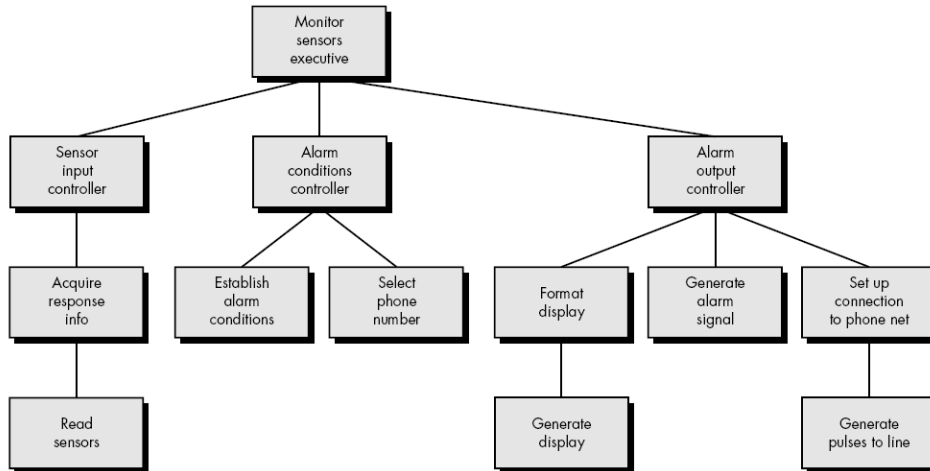 Monitor
sensors
executive
Sensor
input
controller
Alarm
conditions
controller
Alarm
output
controller
Acquire
response
info
Establish
alarm
conditions
Select
phone
number
Format
display
Generate
alarm
signal
Set up
connection
to phone net
Read
sensors
Generate
display
Generate
pulses to line